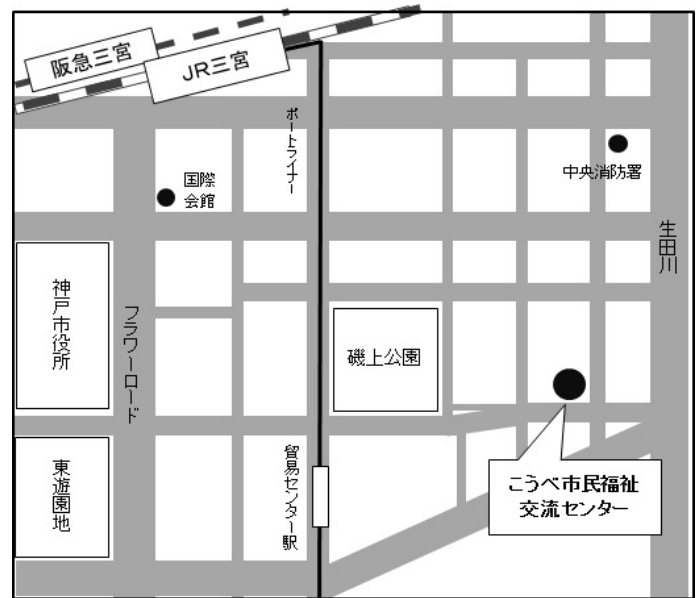 阪急三宮
JR三宮
ポートライナー
国際
会館
中央消防署
生田川
神戸市役所
フラワーロード
磯上公園
東遊園地
貿易センター駅
こうべ市民福祉
交流センター